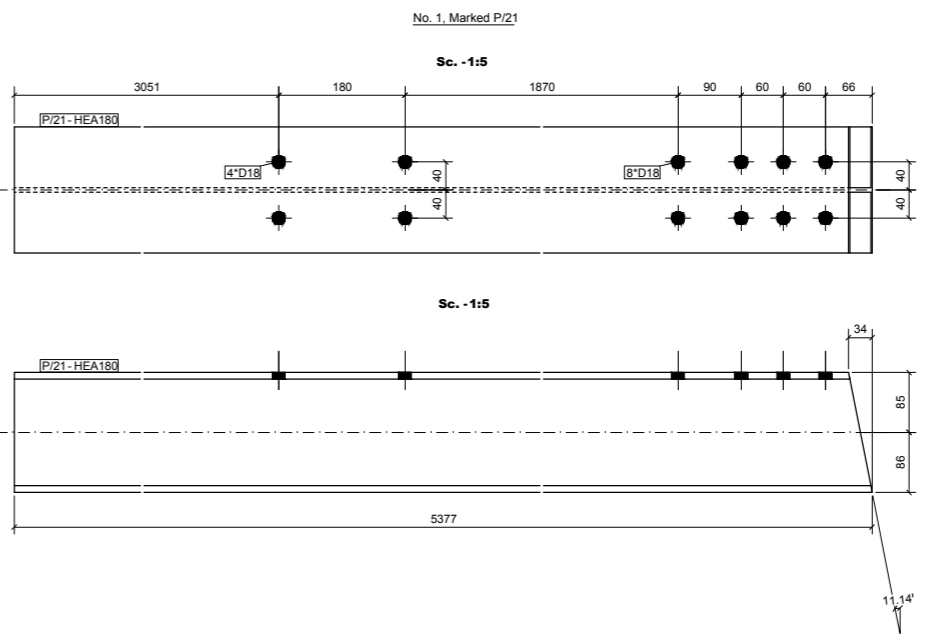 No. 1, Marked P/21
Sc. -1:5
3051 180 1870 90 60 60 66
P/21 - HEA180
4*D18 8*D18
40 40
40 40
Sc. -1:5
34
P/21 - HEA180
85
86
5377
11.14°